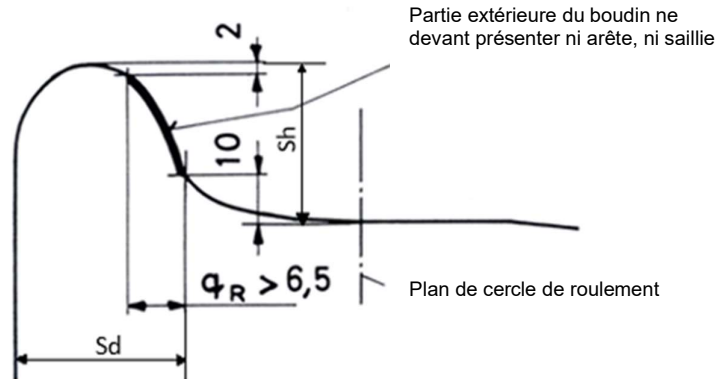 Partie extérieure du boudin ne
devant présenter ni arête, ni saillie
2
10
Sh
qR > 6,5
Plan de cercle de roulement
Sd